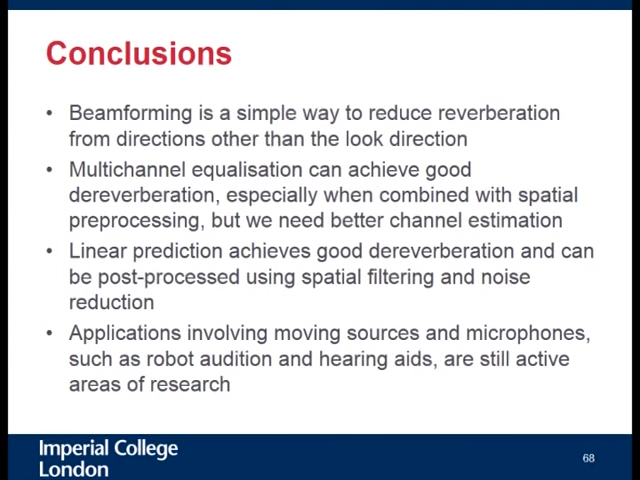 Conclusions
• Beamforming is a simple way to reduce reverberation
from directions other than the look direction
• Multichannel equalisation can achieve good
dereverberation, especially when combined with spatial
preprocessing, but we need better channel estimation
• Linear prediction achieves good dereverberation and can
be post-processed using spatial filtering and noise
reduction
• Applications involving moving sources and microphones,
such as robot audition and hearing aids, are still active
areas of research
Imperial College
London
68